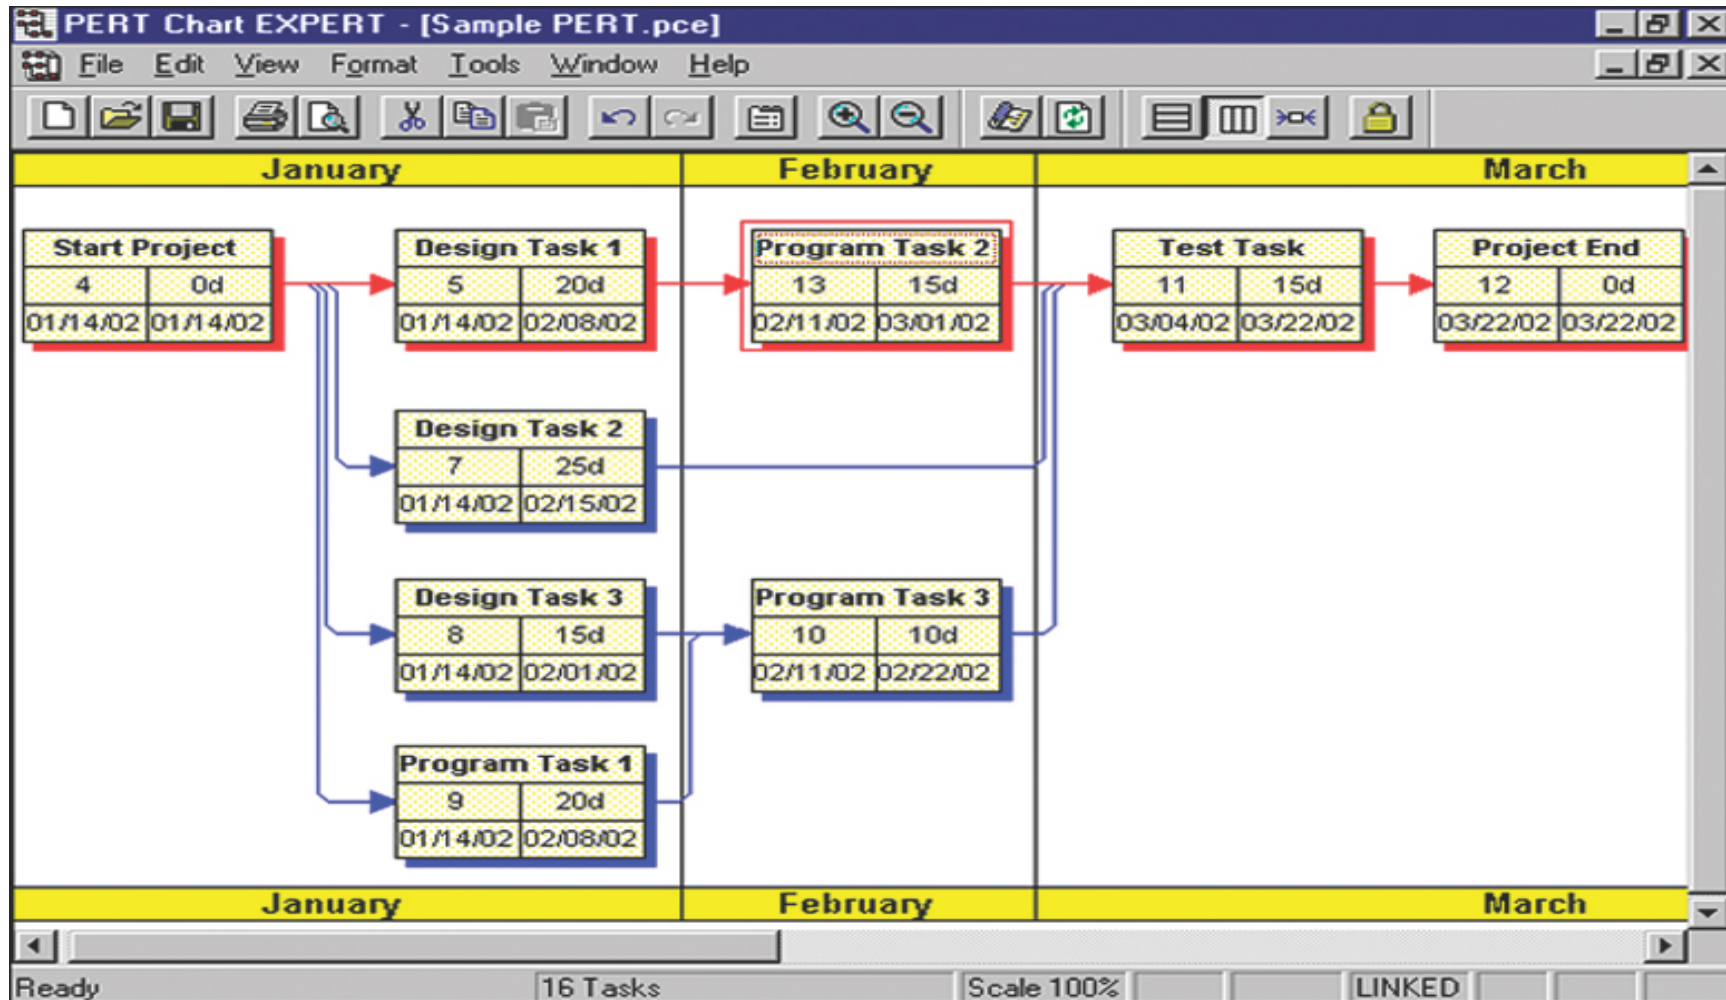 PERT Chart EXPERT - [Sample PERT.pce]
File Edit View Format Tools Window Help
January February March
Start Project Design Task 1 Program Task 2 Test Task Project End
4 0d 5 20d 13 15d 11 15d 12 0d
01/14/02 01/14/02 01/14/02 02/08/02 02/11/02 03/01/02 03/04/02 03/22/02 03/22/02 03/22/02
Design Task 2
7 25d
01/14/02 02/15/02
Design Task 3 Program Task 3
8 15d 10 10d
01/14/02 02/01/02 02/11/02 02/22/02
Program Task 1
9 20d
01/14/02 02/08/02
January February March
Ready 16 Tasks Scale 100% LINKED